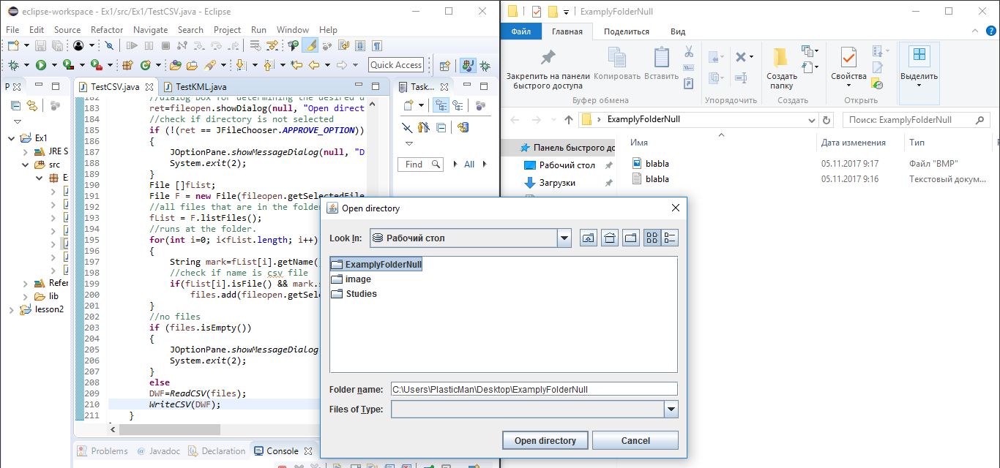 eclipse-workspace - Ex1/src/Ex1/TestCSV.java - Eclipse
File Edit Source Refactor Navigate Search Project Run Window Help
Quick Access
P
TestCSV.java
TestKML.java
Ex1
JRE S
src
E
Refer
lib
lesson2
182 //dialog box for determining the desired d
183 ret=fileopen.showDialog(null, "Open direct
184 //check if directory is not selected
185 if (!(ret == JFileChooser.APPROVE_OPTION))
186 {
187 JOptionPane.showMessageDialog(null, "D
188 System.exit(2);
189 }
190 File []fList;
191 File F = new File(fileopen.getSelectedFile
192 //all files that are in the folder
193 fList = F.listFiles();
194 //runs at the folder.
195 for(int i=0; i<fList.length; i++)
196 {
197 String mark=fList[i].getName()
198 //check if name is csv file
199 if(fList[i].isFile() && mark.s
200 files.add(fileopen.getSel
201 }
202 //no files
203 if (files.isEmpty())
204 {
205 JOptionPane.showMessageDialog
206 System.exit(2);
207 }
208 else
209 DWF=ReadCSV(files);
210 WriteCSV(DWF);
211 }
Task...
Find
All
Problems
@ Javadoc
Declaration
Console
ExamplyFolderNull
Файл Главная Поделиться Вид
Закрепить на панели быстрого доступа
Копировать
Вставить
Буфер обмена
Упорядочить
Создать папку
Создать
Свойства
Открыть
Выделить
ExamplyFolderNull
Поиск: ExamplyFolderNull
Панель быстрого дс
Рабочий стол
Загрузки
Имя Дата изменения Тип Р
blabla 05.11.2017 9:17 Файл "BMP"
blabla 05.11.2017 9:16 Текстовый докум...
Open directory
Look In: Рабочий стол
ExamplyFolderNull
image
Studies
Folder name: C:\Users\PlasticMan\Desktop\ExamplyFolderNull
Files of Type:
Open directory Cancel